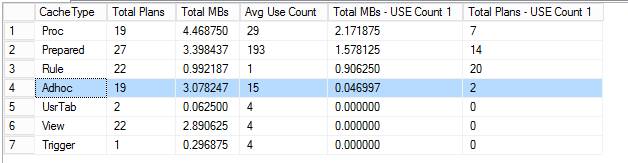 CacheType Total Plans Total MBs Avg Use Count Total MBs - USE Count 1 Total Plans - USE Count 1
1 Proc 19 4.468750 29 2.171875 7
2 Prepared 27 3.398437 193 1.578125 14
3 Rule 22 0.992187 1 0.906250 20
4 Adhoc 19 3.078247 15 0.046997 2
5 UsrTab 2 0.062500 4 0.000000 0
6 View 22 2.890625 4 0.000000 0
7 Trigger 1 0.296875 4 0.000000 0